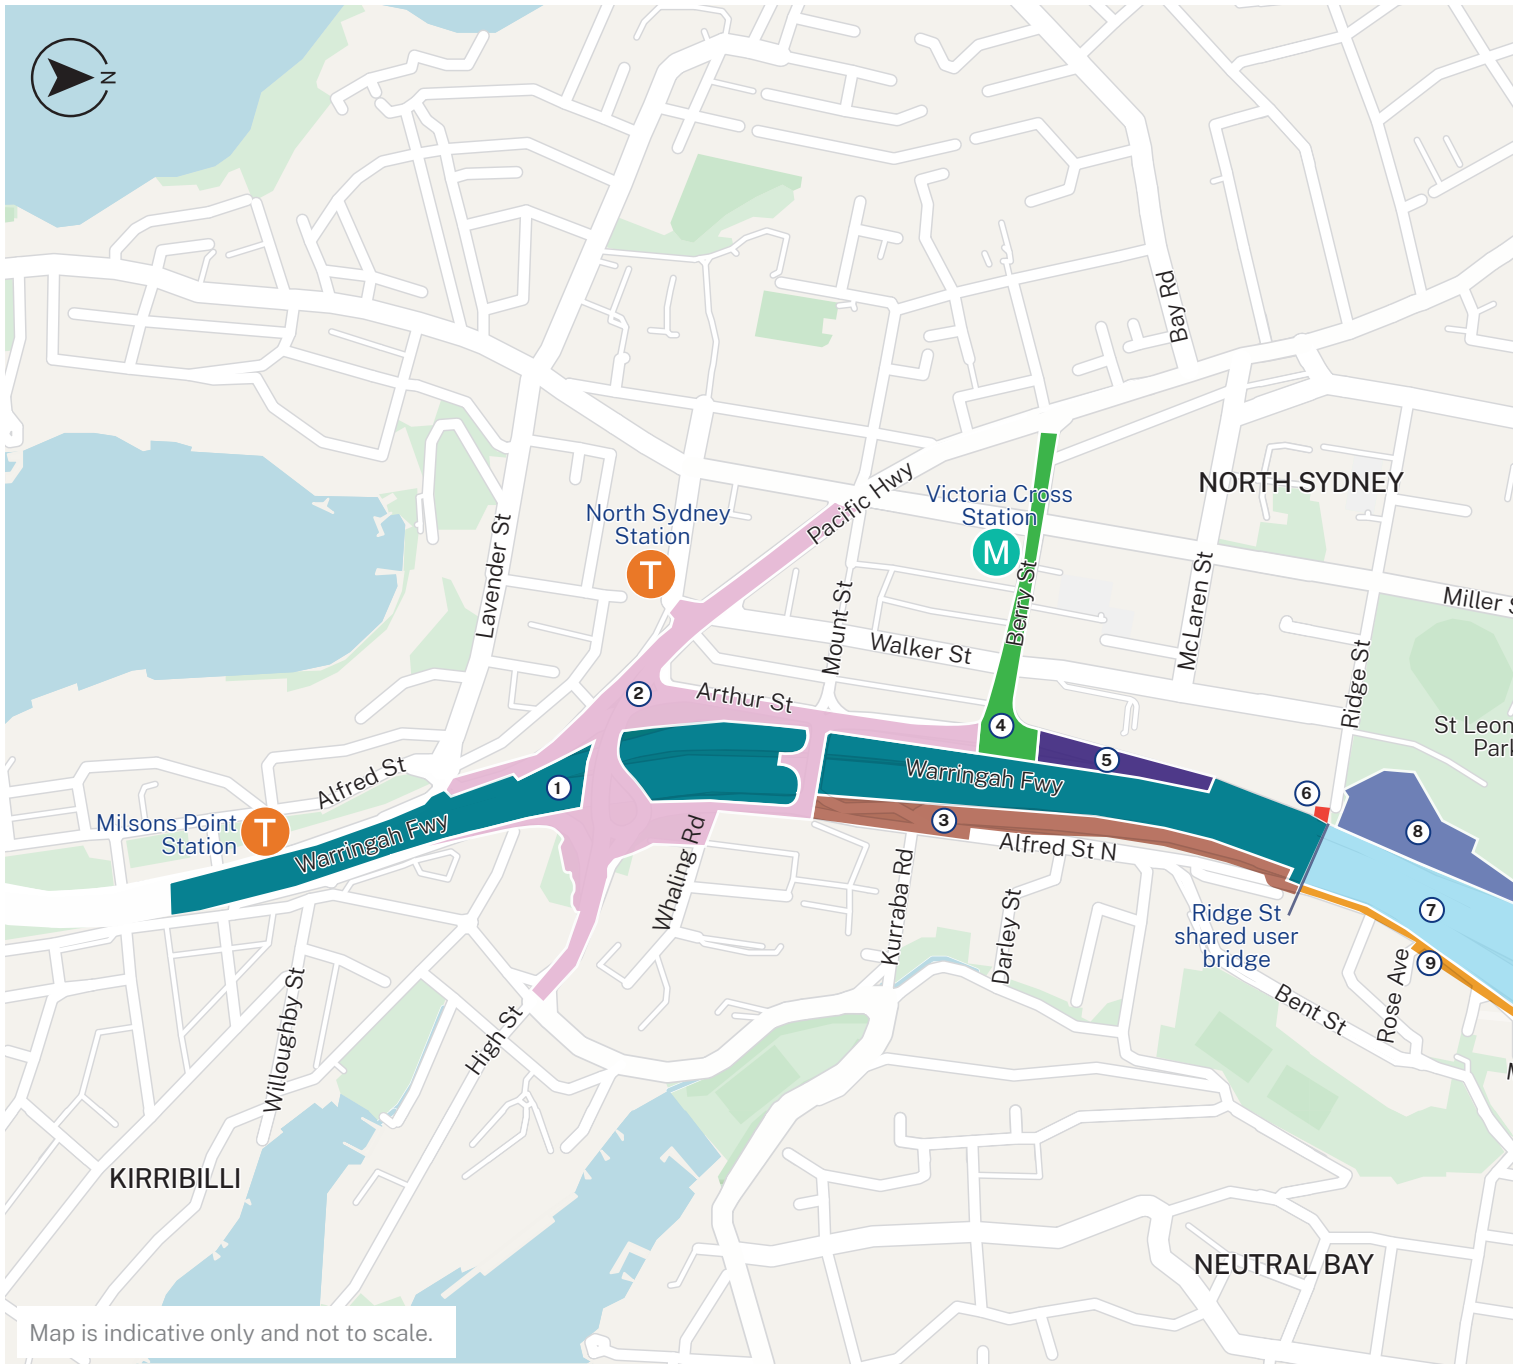 N
Bay Rd
NORTH SYDNEY
Pacific Hwy
Victoria Cross
Station
M
North Sydney
Station
T
Lavender St
Berry St
Mount St
McLaren St
Miller S
Walker St
Ridge St
2
Arthur St
4
5
St Leon
Park
Alfred St
1
Warringah Fwy
6
Milsons Point
Station
T
Warringah Fwy
3
8
Alfred St N
Whaling Rd
Kurraba Rd
Darley St
7
Ridge St
shared user
bridge
9
Rose Ave
Bent St
Willoughby St
High St
M
KIRRIBILLI
NEUTRAL BAY
Map is indicative only and not to scale.